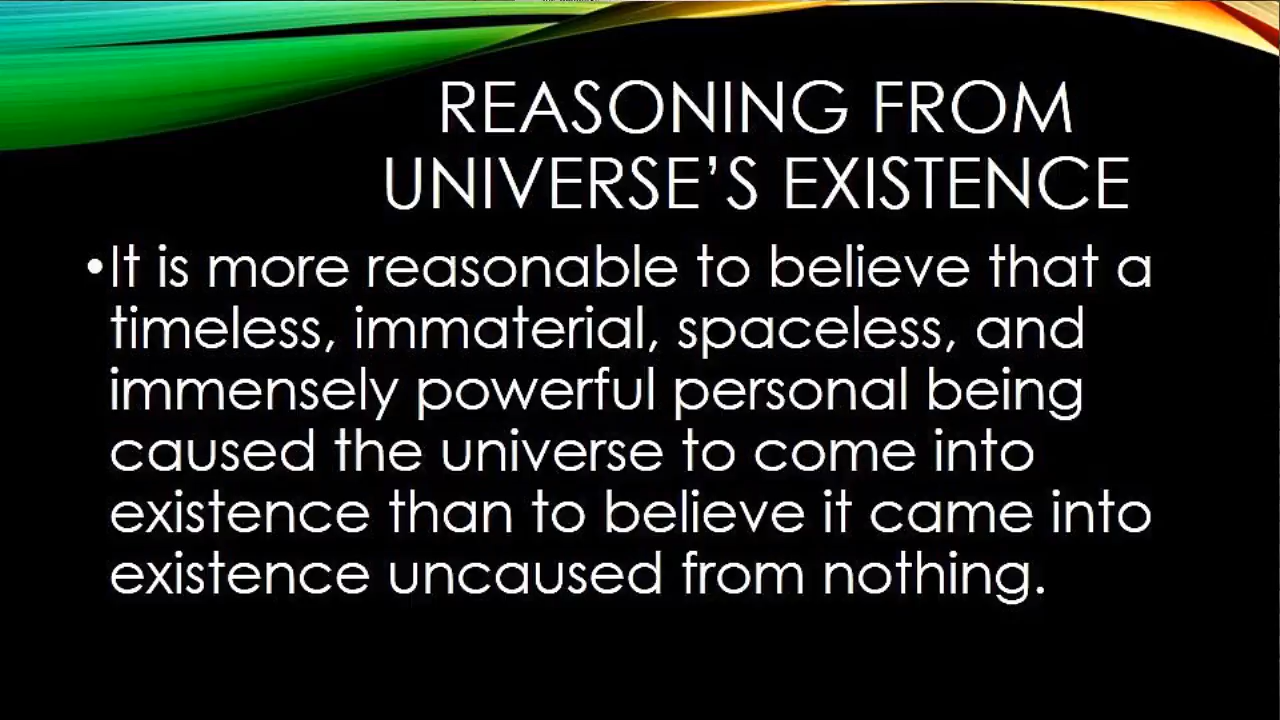 REASONING FROM
UNIVERSE’S EXISTENCE
•It is more reasonable to believe that a
timeless, immaterial, spaceless, and
immensely powerful personal being
caused the universe to come into
existence than to believe it came into
existence uncaused from nothing.